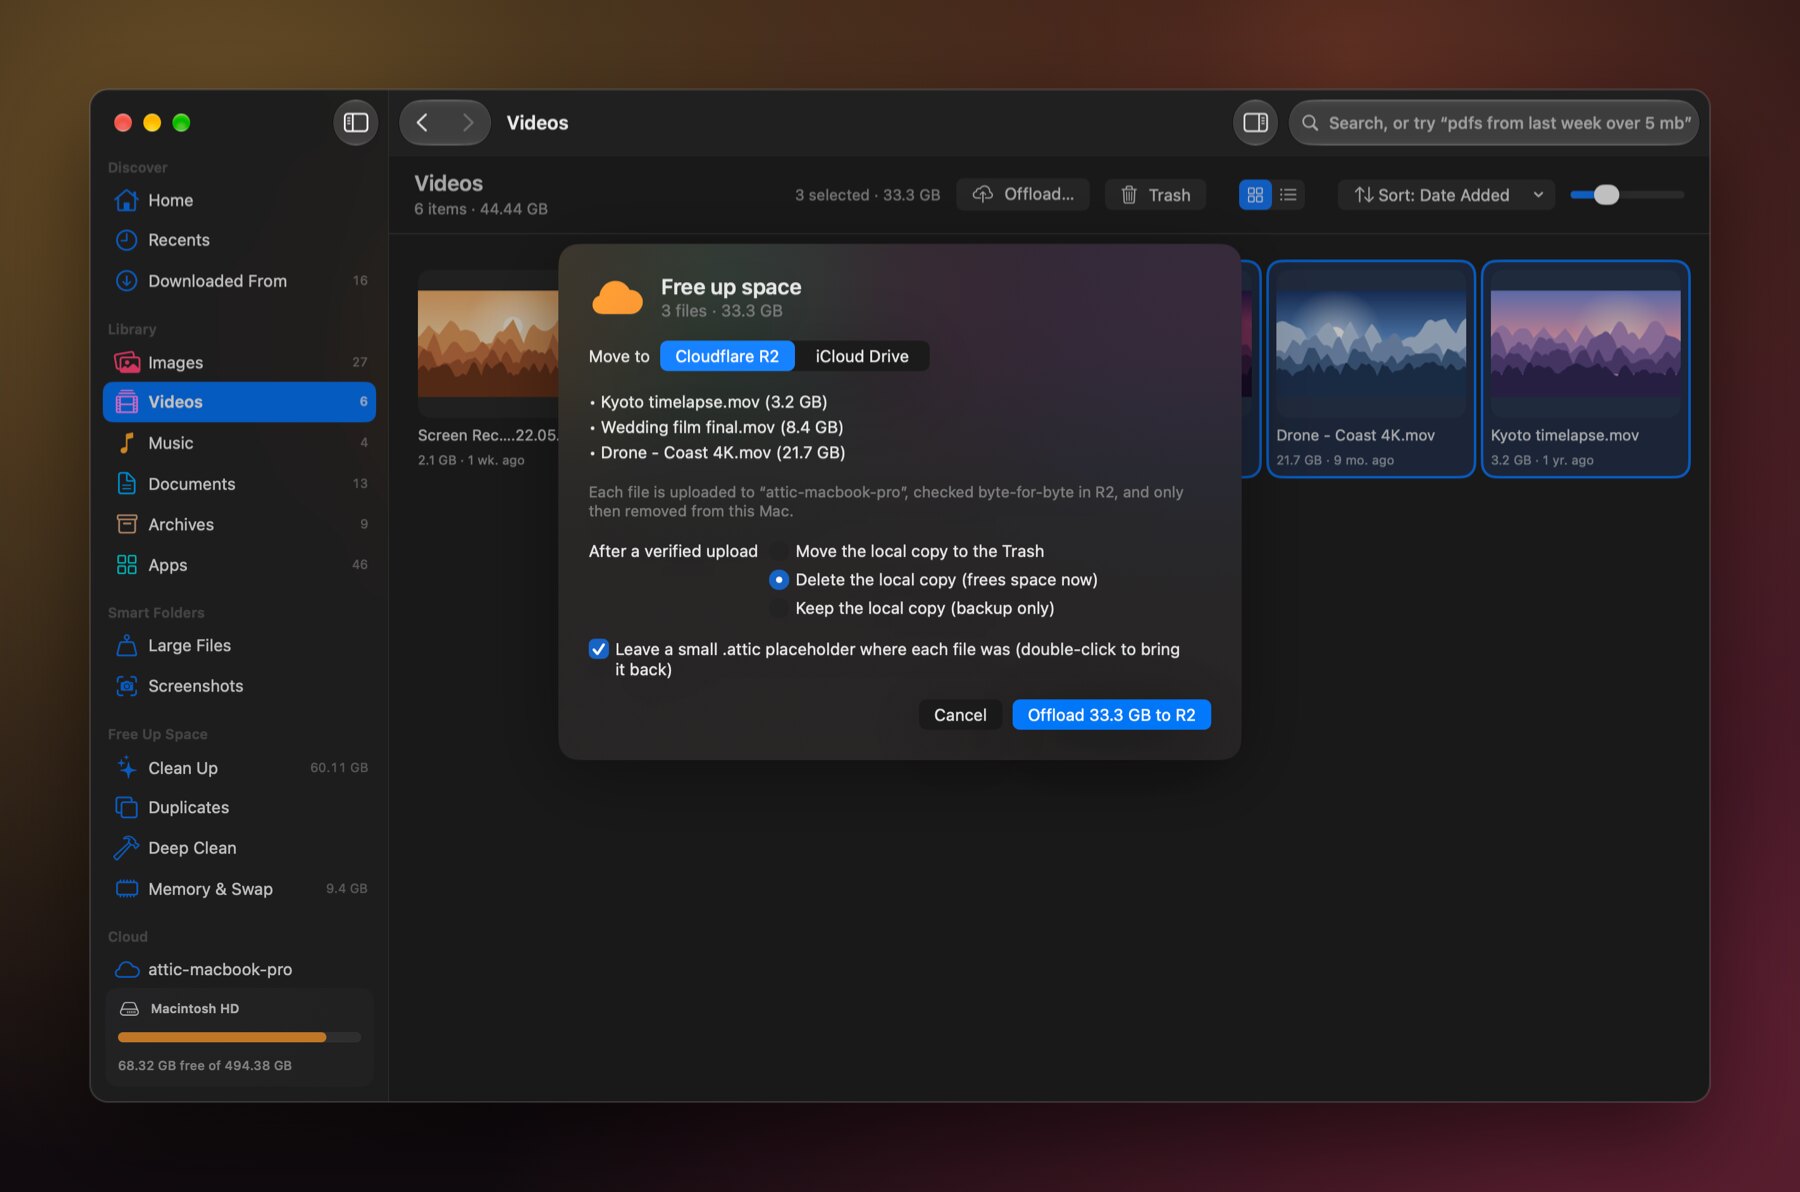 Videos
Search, or try “pdfs from last week over 5 mb”
Discover
Home
Recents
Downloaded From 16
Library
Images 27
Videos 6
Music 4
Documents 13
Archives 9
Apps 46
Smart Folders
Large Files
Screenshots
Free Up Space
Clean Up 60.11 GB
Duplicates
Deep Clean
Memory & Swap 9.4 GB
Cloud
attic-macbook-pro
Macintosh HD
68.32 GB free of 494.38 GB
Videos
6 items · 44.44 GB
3 selected · 33.3 GB
Offload...
Trash
Sort: Date Added
Screen Rec....22.05.
2.1 GB · 1 wk. ago
Drone - Coast 4K.mov
21.7 GB · 9 mo. ago
Kyoto timelapse.mov
3.2 GB · 1 yr. ago
Free up space
3 files · 33.3 GB
Move to Cloudflare R2 iCloud Drive
• Kyoto timelapse.mov (3.2 GB)
• Wedding film final.mov (8.4 GB)
• Drone - Coast 4K.mov (21.7 GB)
Each file is uploaded to “attic-macbook-pro”, checked byte-for-byte in R2, and only
then removed from this Mac.
After a verified upload Move the local copy to the Trash
Delete the local copy (frees space now)
Keep the local copy (backup only)
Leave a small .attic placeholder where each file was (double-click to bring
it back)
Cancel
Offload 33.3 GB to R2